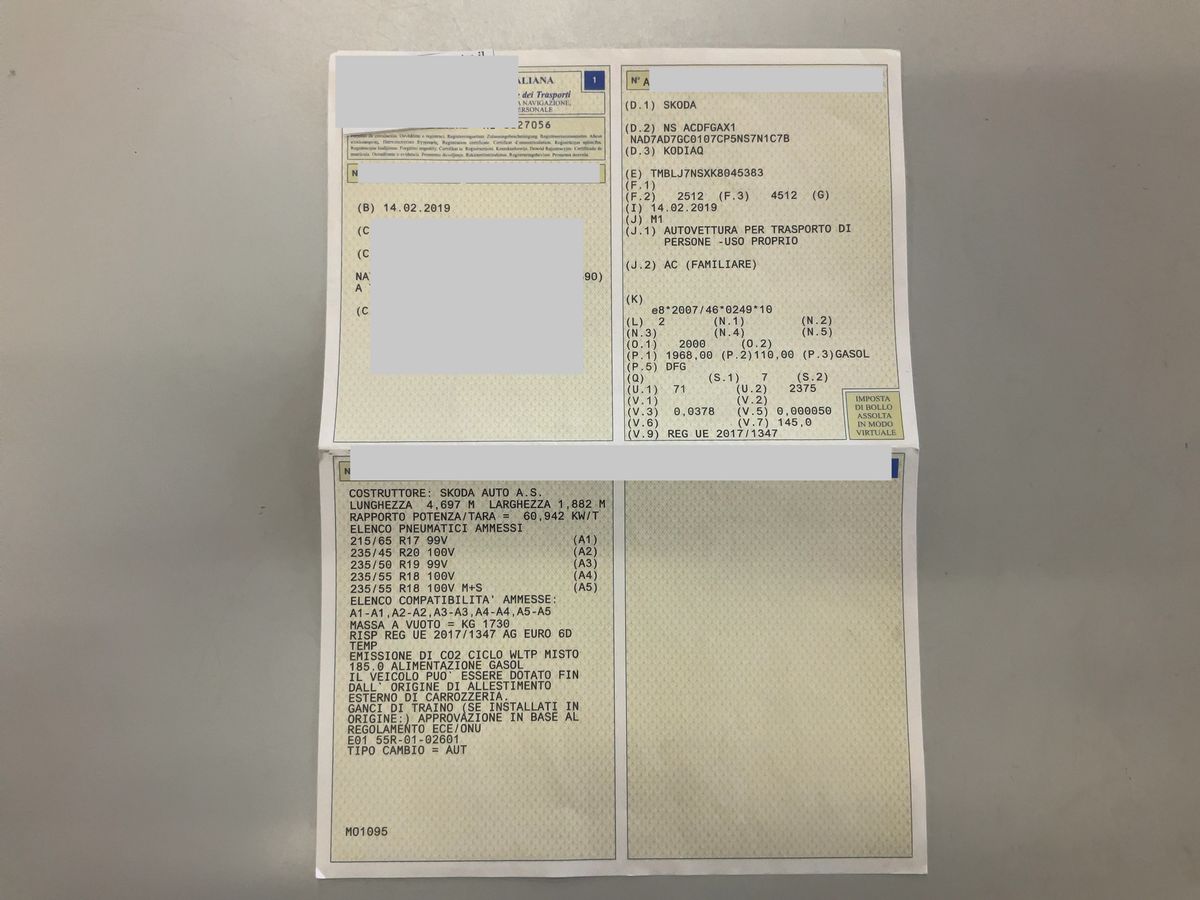 ALIANA
1
e dei Trasporti
A NAVIGAZIONE,
ERSONALE
27056
N
(B) 14.02.2019
(C
(C
NA 90)
A
(C
N° A
(D.1) SKODA
(D.2) NS ACDFGAX1
NAD7AD7GC0107CP5NS7N1C7B
(D.3) KODIAQ
(E) TMBLJ7NSXK8045383
(F.1)
(F.2) 2512 (F.3) 4512 (G)
(I) 14.02.2019
(J) M1
(J.1) AUTOVETTURA PER TRASPORTO DI
PERSONE -USO PROPRIO
(J.2) AC (FAMILIARE)
(K)
e8*2007/46*0249*10
(L) 2 (N.1) (N.2)
(N.3) (N.4) (N.5)
(O.1) 2000 (O.2)
(P.1) 1968,00 (P.2)110,00 (P.3)GASOL
(P.5) DFG
(Q) (S.1) 7 (S.2)
(U.1) 71 (U.2) 2375
(V.1) (V.2)
(V.3) 0,0378 (V.5) 0,000050
(V.6) (V.7) 145,0
(V.9) REG UE 2017/1347
IMPOSTA
DI BOLLO
ASSOLTA
IN MODO
VIRTUALE
N
COSTRUTTORE: SKODA AUTO A.S.
LUNGHEZZA 4,697 M LARGHEZZA 1,882 M
RAPPORTO POTENZA/TARA = 60,942 KW/T
ELENCO PNEUMATICI AMMESSI
215/65 R17 99V (A1)
235/45 R20 100V (A2)
235/50 R19 99V (A3)
235/55 R18 100V (A4)
235/55 R18 100V M+S (A5)
ELENCO COMPATIBILITA' AMMESSE:
A1-A1,A2-A2,A3-A3,A4-A4,A5-A5
MASSA A VUOTO = KG 1730
RISP REG UE 2017/1347 AG EURO 6D
TEMP
EMISSIONE DI CO2 CICLO WLTP MISTO
185,0 ALIMENTAZIONE GASOL
IL VEICOLO PUO` ESSERE DOTATO FIN
DALL` ORIGINE DI ALLESTIMENTO
ESTERNO DI CARROZZERIA.
GANCI DI TRAINO (SE INSTALLATI IN
ORIGINE:) APPROVAZIONE IN BASE AL
REGOLAMENTO ECE/ONU
E01 55R-01-02601
TIPO CAMBIO = AUT
MO1095